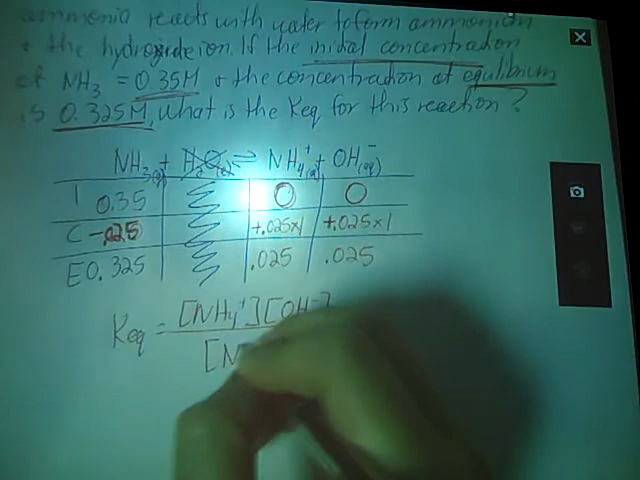 ammonia reacts with water to form ammonium
+ the hydroxide ion. If the initial concentration
of NH3 = 0.35M + the concentration at equilibrium
is 0.325M, what is the Keq for this reaction?
NH3(aq) + H2O(l) ⇌ NH4+(aq) + OH-(aq)
I 0.35 0 0
C -.025 +.025x1 +.025x1
E 0.325 .025 .025
Keq = [NH4+][OH-]
[N